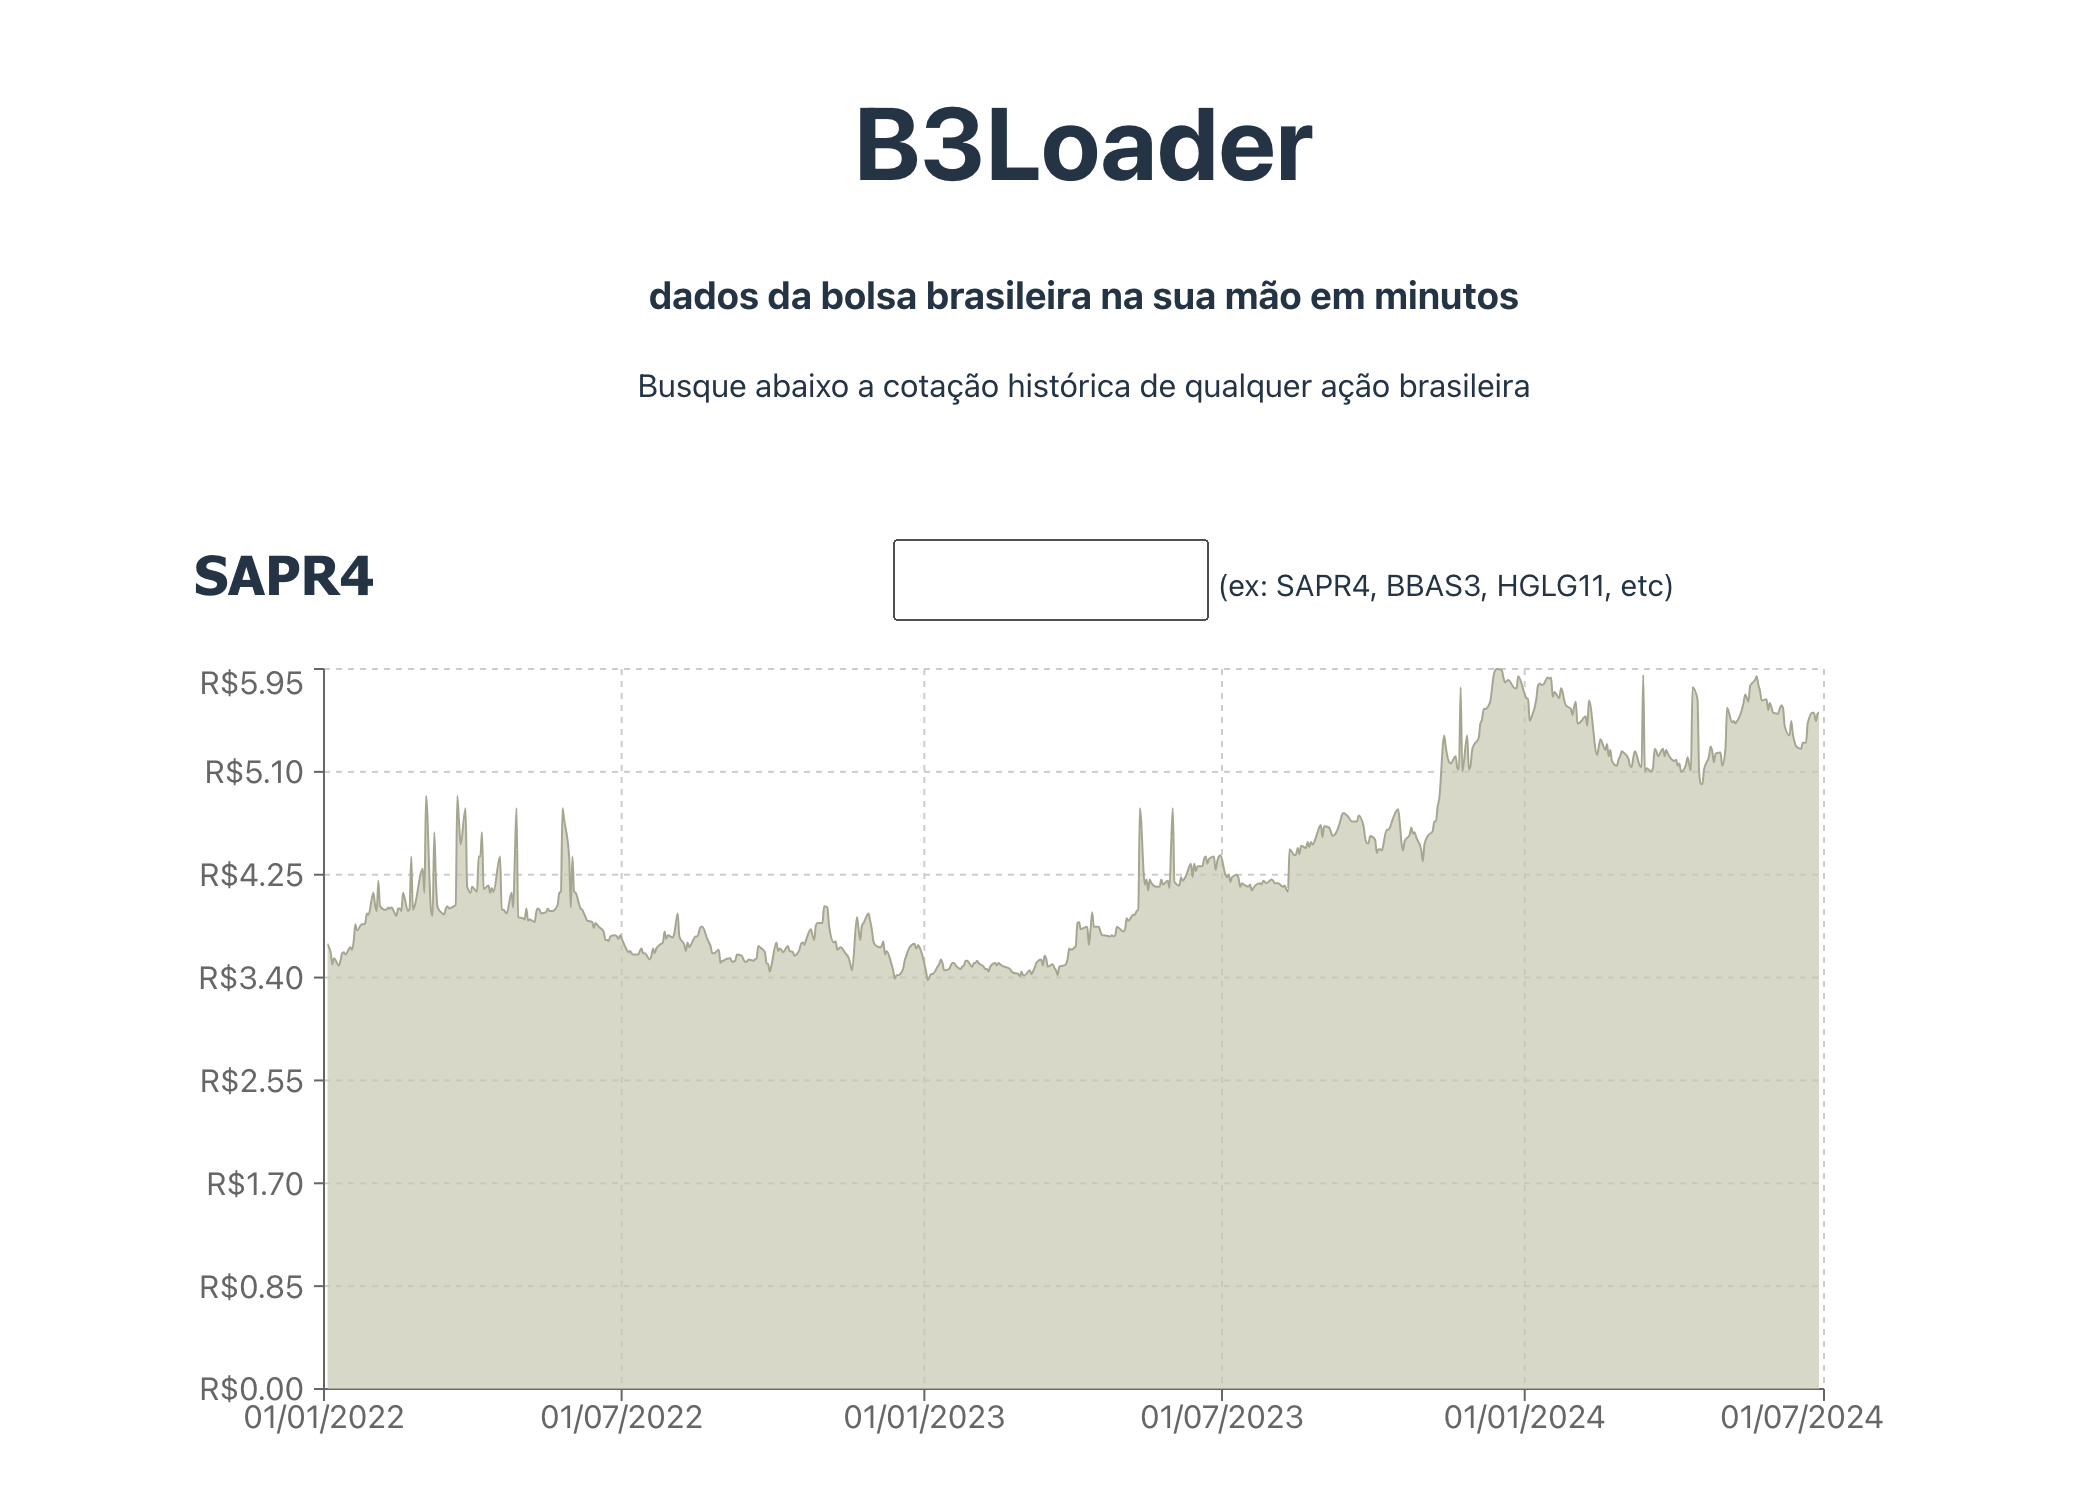 B3Loader
dados da bolsa brasileira na sua mão em minutos
Busque abaixo a cotação histórica de qualquer ação brasileira
SAPR4
(ex: SAPR4, BBAS3, HGLG11, etc)
R$5.95
R$5.10
R$4.25
R$3.40
R$2.55
R$1.70
R$0.85
R$0.00
01/01/2022 01/07/2022 01/01/2023 01/07/2023 01/01/2024 01/07/2024